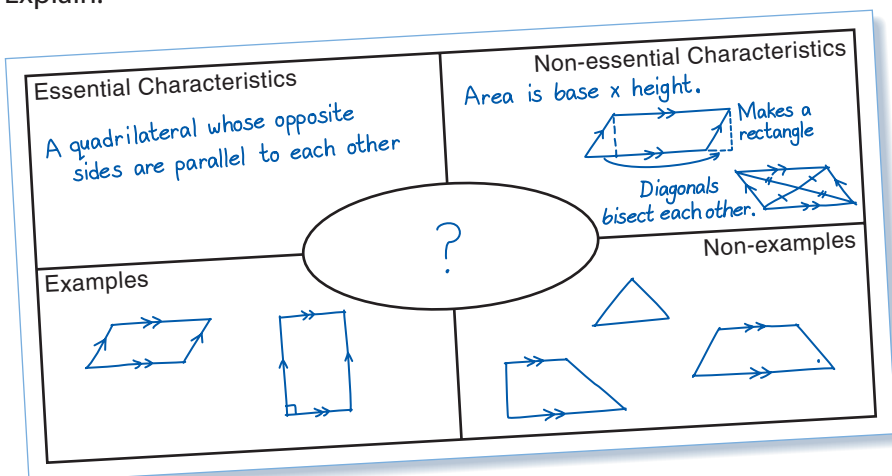 Explain.
Essential Characteristics
A quadrilateral whose opposite
sides are parallel to each other
Non-essential Characteristics
Area is base x height.
Makes a
rectangle
Diagonals
bisect each other.
?
Examples
Non-examples